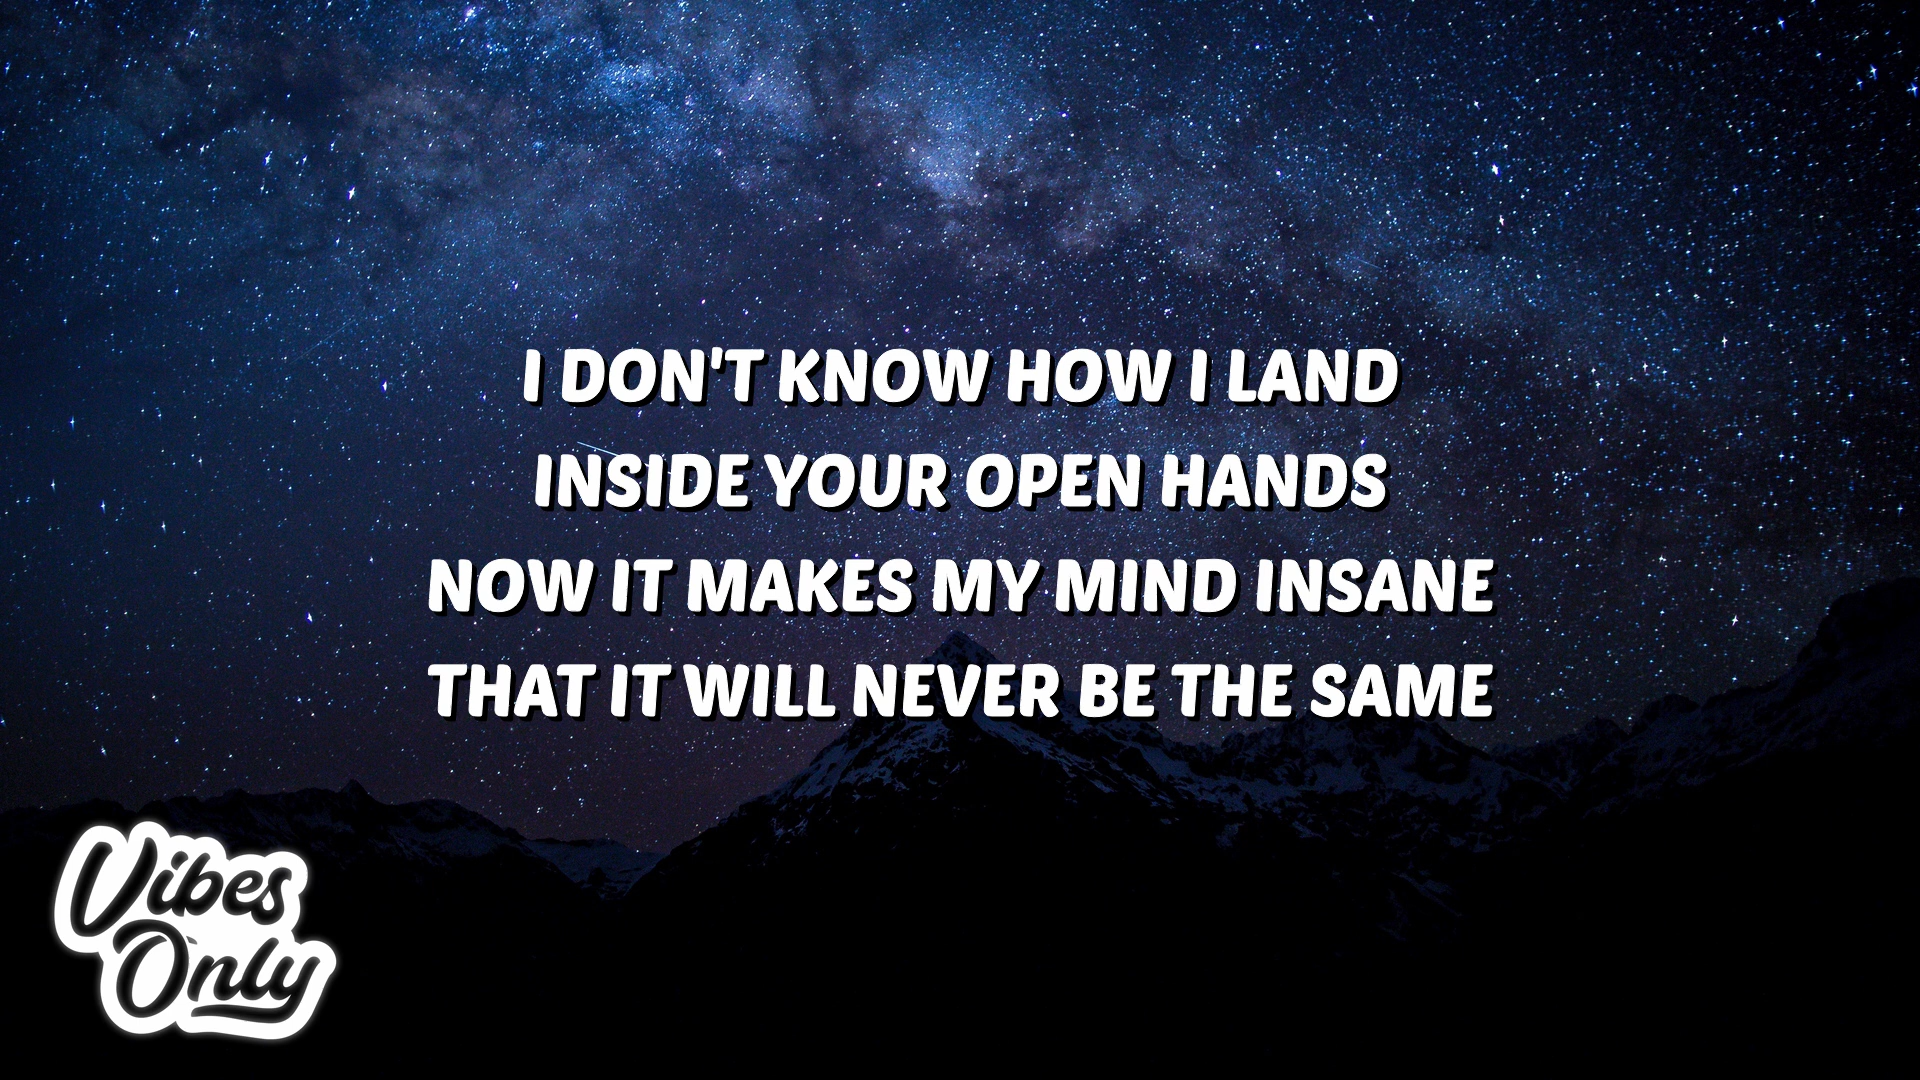 I DON'T KNOW HOW I LAND
INSIDE YOUR OPEN HANDS
NOW IT MAKES MY MIND INSANE
THAT IT WILL NEVER BE THE SAME
Vibes
Only